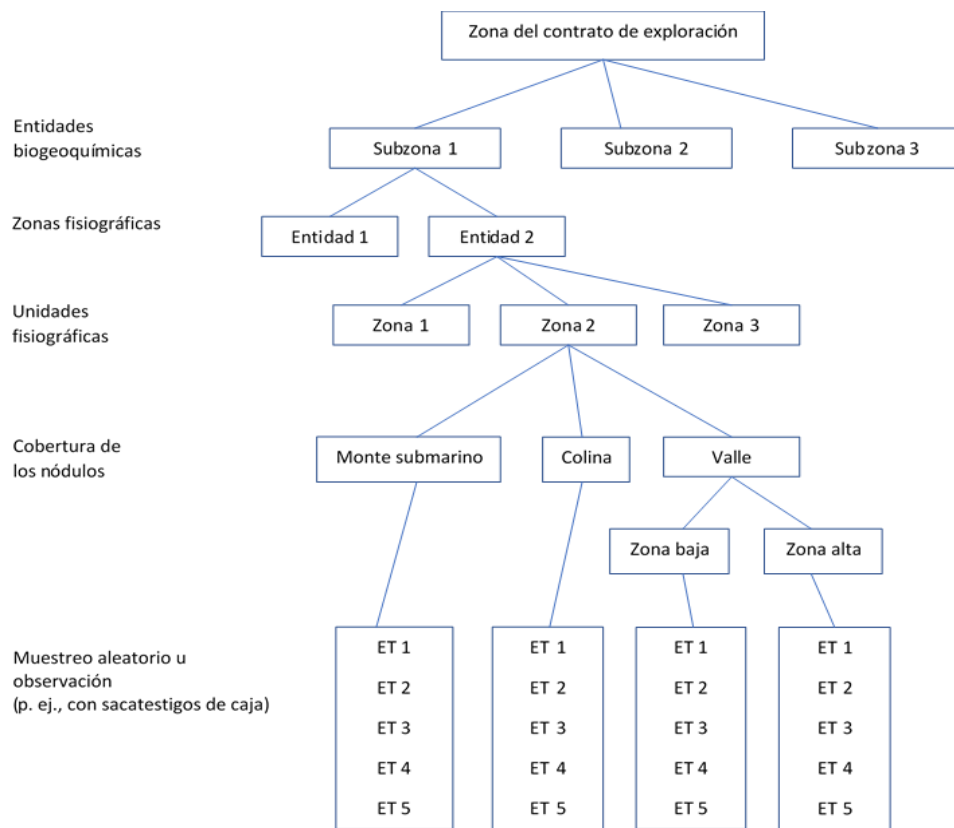 Zona del contrato de exploración
Entidades
biogeoquímicas
Subzona 1
Subzona 2
Subzona 3
Zonas fisiográficas
Entidad 1
Entidad 2
Unidades
fisiográficas
Zona 1
Zona 2
Zona 3
Cobertura de
los nódulos
Monte submarino
Colina
Valle
Zona baja
Zona alta
Muestreo aleatorio u
observación
(p. ej., con sacatestigos de caja)
ET 1
ET 2
ET 3
ET 4
ET 5
ET 1
ET 2
ET 3
ET 4
ET 5
ET 1
ET 2
ET 3
ET 4
ET 5
ET 1
ET 2
ET 3
ET 4
ET 5